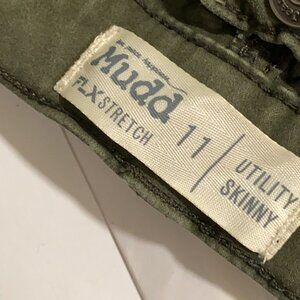 Mudd
FLX STRETCH
11
UTILITY
SKINNY